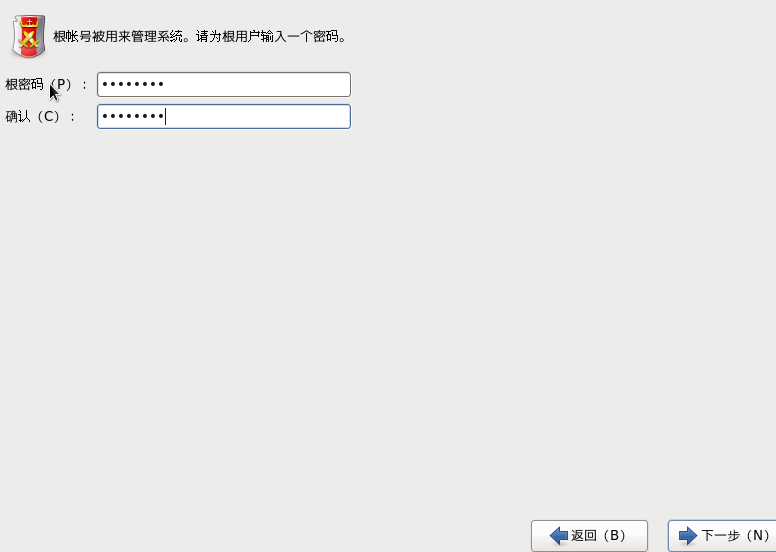 根帐号被用来管理系统。请为根用户输入一个密码。
根密码（P）： ••••••••
确认（C）： ••••••••
返回（B） 下一步（N）